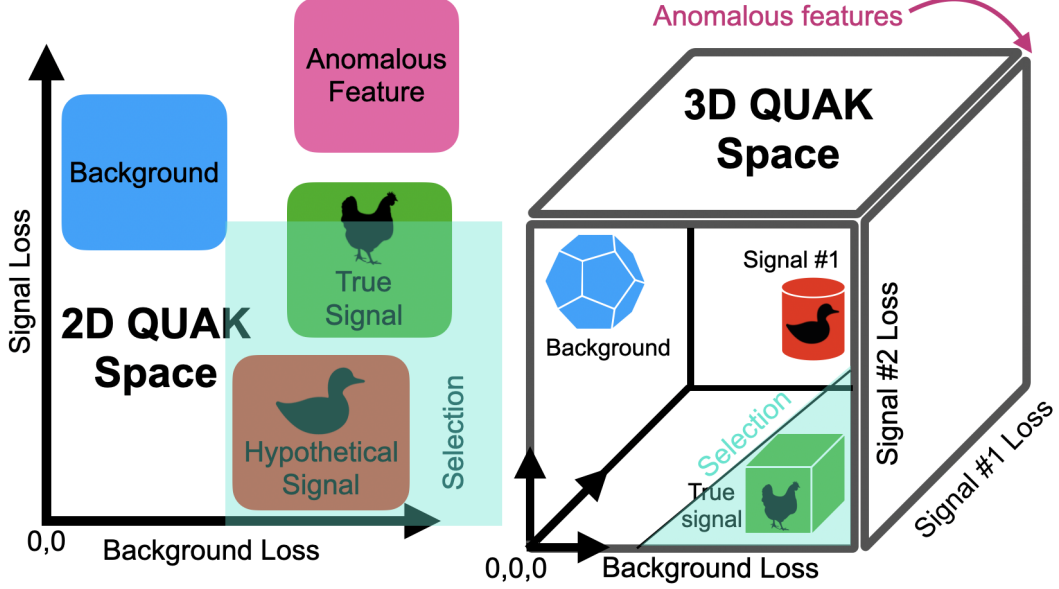 Anomalous
Feature
Background
True
Signal
2D QUAK
Space
Hypothetical
Signal
Selection
Signal Loss
0,0
Background Loss
Anomalous features
3D QUAK
Space
Signal #1
Background
Selection
True
signal
Signal #2 Loss
Signal #1 Loss
0,0,0
Background Loss